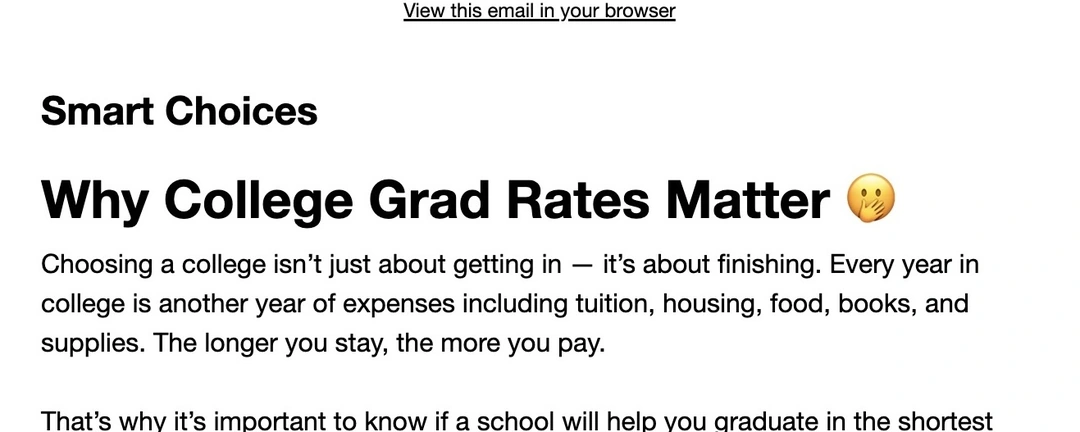 View this email in your browser
Smart Choices
Why College Grad Rates Matter 🫢
Choosing a college isn’t just about getting in — it’s about finishing. Every year in
college is another year of expenses including tuition, housing, food, books, and
supplies. The longer you stay, the more you pay.
That’s why it’s important to know if a school will help you graduate in the shortest